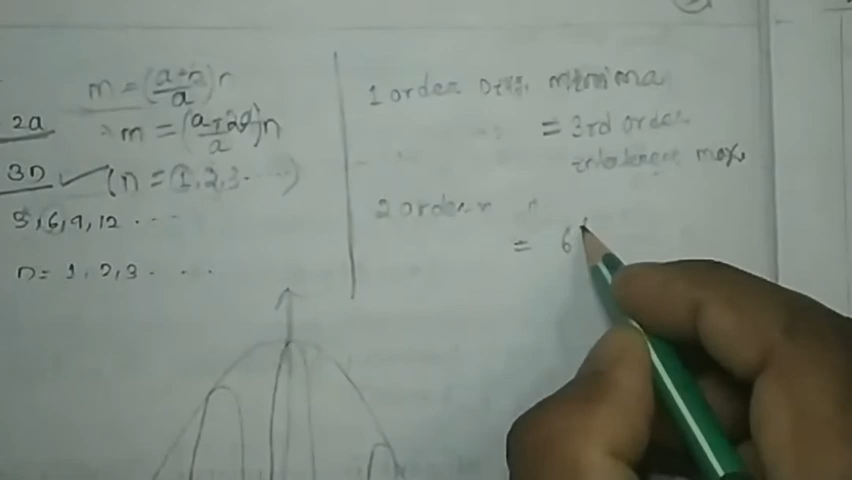 m = (a+b/a)n
2a ∴ m = (a+2a/a)n
3n ✓ (n = 1,2,3 ....)
3,6,9,12 ...
n = 1,2,3 ...
1 order Diff. minima
= 3rd order
max.
2 order "
= 6